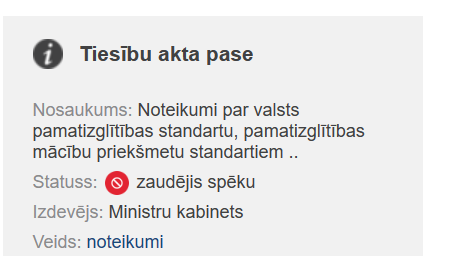 Tiesību akta pase
Nosaukums: Noteikumi par valsts
pamatizglītības standartu, pamatizglītības
mācību priekšmetu standartiem ..
Statuss: zaudējis spēku
Izdevējs: Ministru kabinets
Veids: noteikumi